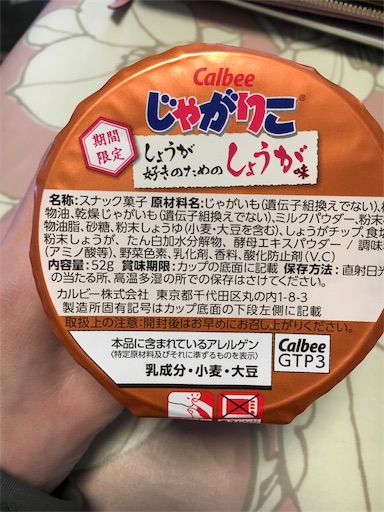 Calbee
じゃがりこ®
期間
限定
しょうが
好きのための
しょうが味
名称:スナック菓子 原材料名:じゃがいも(遺伝子組換えでない)、植
物油、乾燥じゃがいも(遺伝子組換えでない)、ミルクパウダー、粉末
植物油脂、砂糖、粉末しょうゆ(小麦・大豆を含む)、しょうがチップ、食塩
粉末しょうが、たん白加水分解物、酵母エキスパウダー / 調味
(アミノ酸等)、野菜色素、乳化剤、香料、酸化防止剤(V.C)
内容量:52g 賞味期限:カップの底面に記載 保存方法:直射日光
の当たる所、高温多湿の所での保存はさけてください。
カルビー株式会社 東京都千代田区丸の内1-8-3
製造所固有記号はカップ底面の下段左側に記載
取扱上の注意:開封後はお早めにお召し上がりください。
本品に含まれているアレルゲン
(特定原材料及びそれに準ずるものを表示)
乳成分・小麦・大豆
Calbee
GTP3